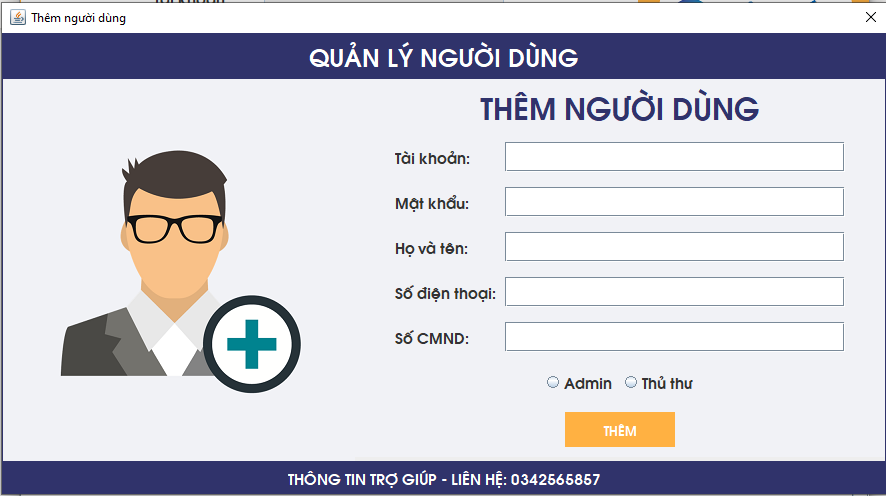 Thêm người dùng
QUẢN LÝ NGƯỜI DÙNG
THÊM NGƯỜI DÙNG
Tài khoản:
Mật khẩu:
Họ và tên:
Số điện thoại:
Số CMND:
Admin Thủ thư
THÊM
THÔNG TIN TRỢ GIÚP - LIÊN HỆ: 0342565857